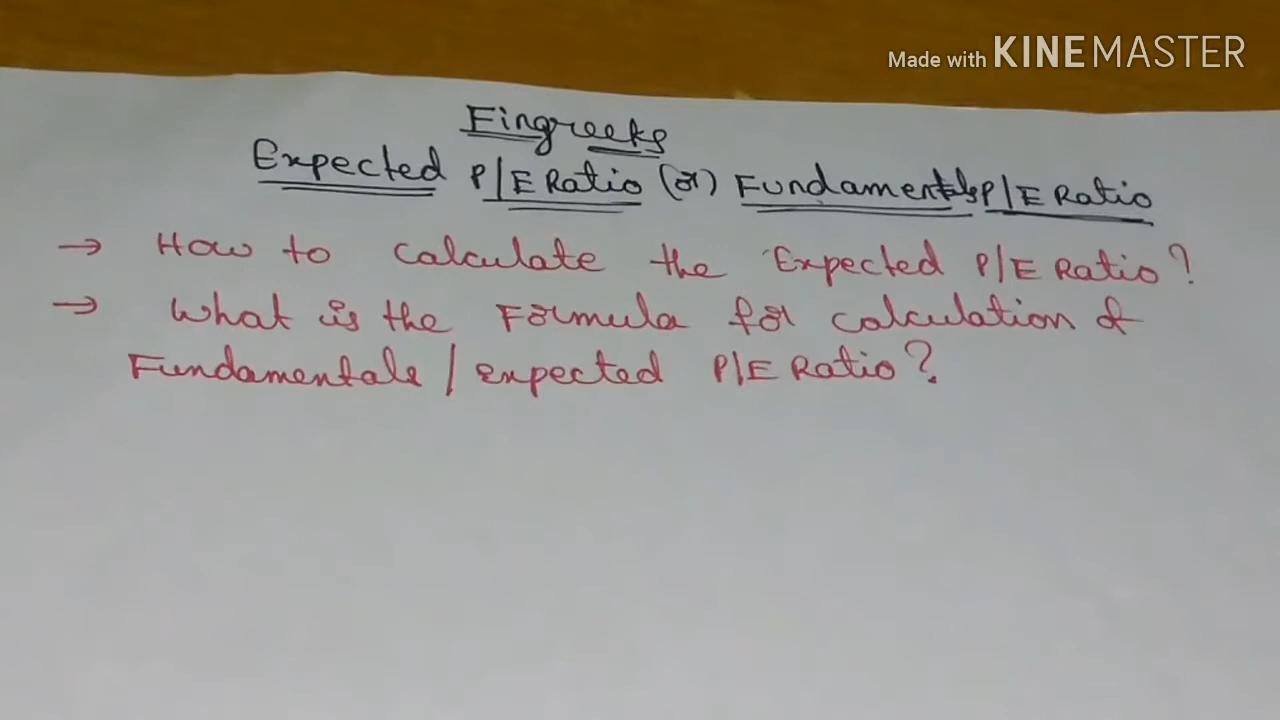 Made with KINEMASTER
Fingreeks
Expected P/E Ratio (or) Fundamentals P/E Ratio
→ How to calculate the Expected P/E Ratio?
→ What is the Formula for calculation of
Fundamentals / expected P/E Ratio?